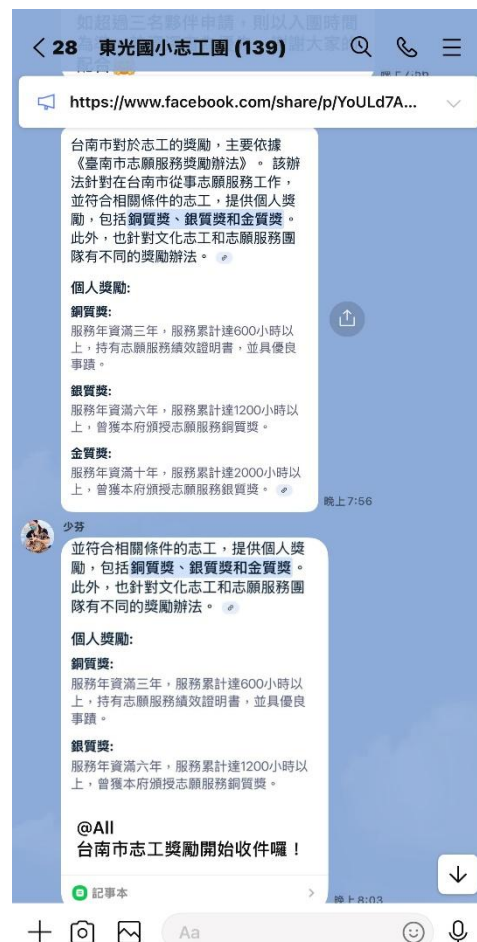 如超過三名夥伴申請，則以入團時間
28 東光國小志工團 (139)
https://www.facebook.com/share/p/YoULd7A...
台南市對於志工的獎勵，主要依據
《臺南市志願服務獎勵辦法》。 該辦
法針對在台南市從事志願服務工作，
並符合相關條件的志工，提供個人獎
勵，包括銅質獎、銀質獎和金質獎。
此外，也針對文化志工和志願服務團
隊有不同的獎勵辦法。
個人獎勵:
銅質獎:
服務年資滿三年，服務累計達600小時以
上，持有志願服務績效證明書，並具優良
事蹟。
銀質獎:
服務年資滿六年，服務累計達1200小時以
上，曾獲本府頒授志願服務銅質獎。
金質獎:
服務年資滿十年，服務累計達2000小時以
上，曾獲本府頒授志願服務銀質獎。
晚上7:56
少芬
並符合相關條件的志工，提供個人獎
勵，包括銅質獎、銀質獎和金質獎。
此外，也針對文化志工和志願服務團
隊有不同的獎勵辦法。
個人獎勵:
銅質獎:
服務年資滿三年，服務累計達600小時以
上，持有志願服務績效證明書，並具優良
事蹟。
銀質獎:
服務年資滿六年，服務累計達1200小時以
上，曾獲本府頒授志願服務銅質獎。
@All
台南市志工獎勵開始收件囉！
記事本
晚上8:03
Aa